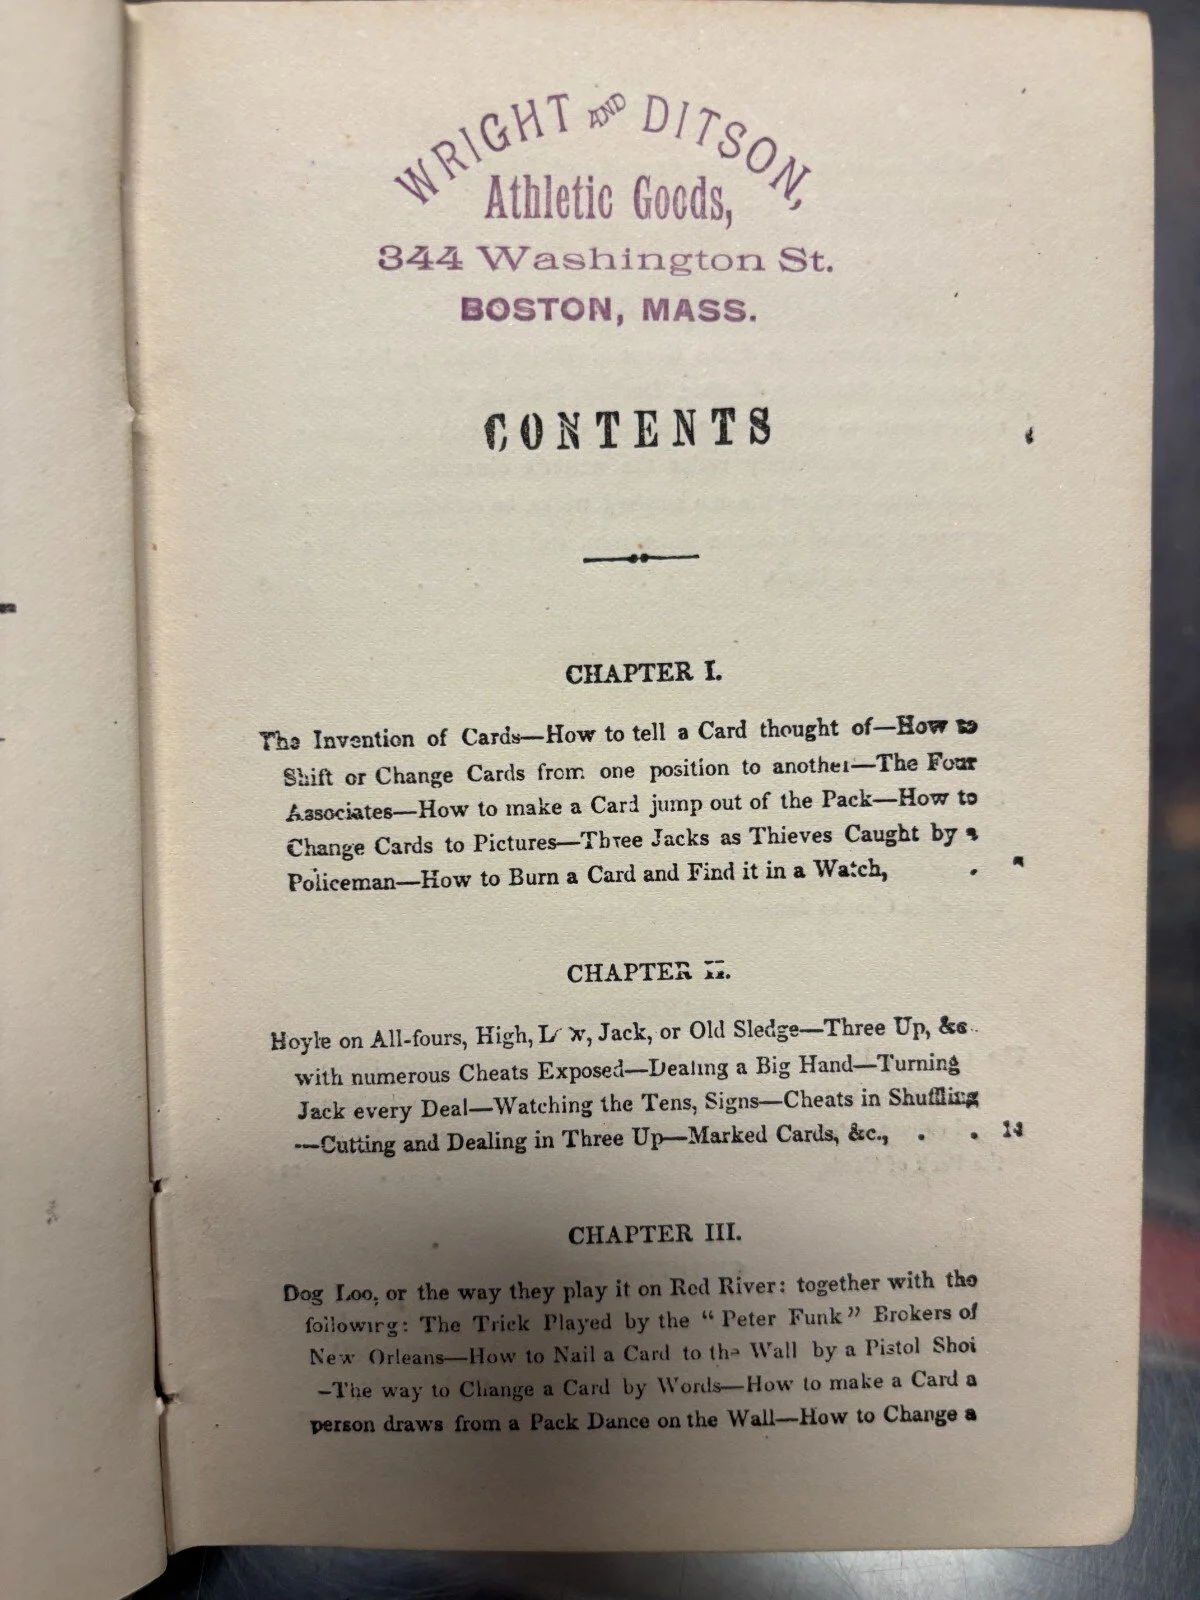 WRIGHT AND DITSON,
Athletic Goods,
344 Washington St.
BOSTON, MASS.
CONTENTS
CHAPTER I.
The Invention of Cards—How to tell a Card thought of—How to
Shift or Change Cards from one position to another—The Four
Associates—How to make a Card jump out of the Pack—How to
Change Cards to Pictures—Three Jacks as Thieves Caught by a
Policeman—How to Burn a Card and Find it in a Watch, .
CHAPTER II.
Hoyle on All-fours, High, Low, Jack, or Old Sledge—Three Up, &c.
with numerous Cheats Exposed—Dealing a Big Hand—Turning
Jack every Deal—Watching the Tens, Signs—Cheats in Shuffling
—Cutting and Dealing in Three Up—Marked Cards, &c., . .
CHAPTER III.
Dog Loo, or the way they play it on Red River: together with the
following: The Trick Played by the "Peter Funk" Brokers of
New Orleans—How to Nail a Card to the Wall by a Pistol Shot
—The way to Change a Card by Words—How to make a Card a
person draws from a Pack Dance on the Wall—How to Change a